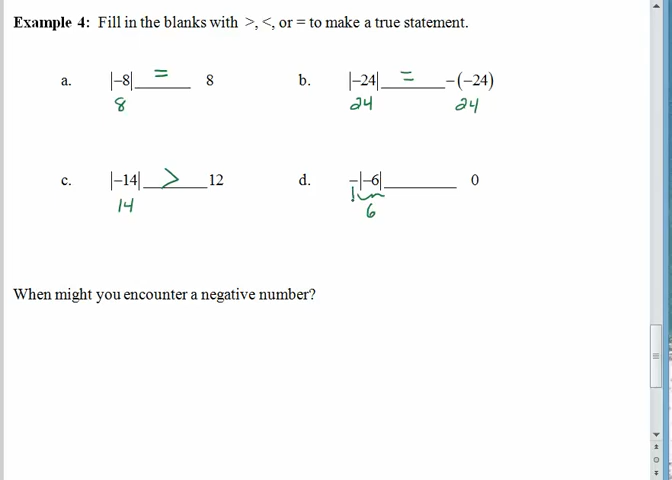 Example 4: Fill in the blanks with >, <, or = to make a true statement.
a. |−8| = 8 b. |−24| = −(−24)
8 24 24
c. |−14| > 12 d. −|−6|______ 0
14 6
When might you encounter a negative number?